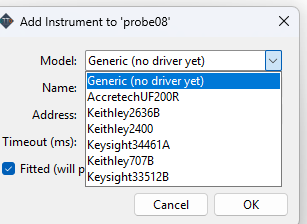 Add Instrument to 'probe08'
Model:
Generic (no driver yet)
Generic (no driver yet)
AccretechUF200R
Keithley2636B
Keithley2400
Keysight34461A
Keithley707B
Keysight33512B
Name:
Address:
Timeout (ms):
Fitted (will p
Cancel
OK